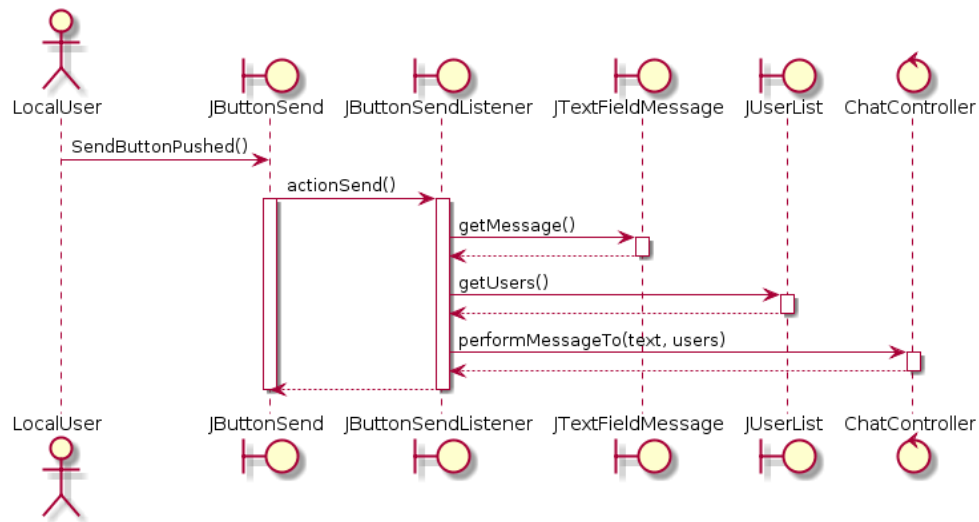 LocalUser
JButtonSend
JButtonSendListener
JTextFieldMessage
JUserList
ChatController
SendButtonPushed()
actionSend()
getMessage()
getUsers()
performMessageTo(text, users)
LocalUser
JButtonSend
JButtonSendListener
JTextFieldMessage
JUserList
ChatController